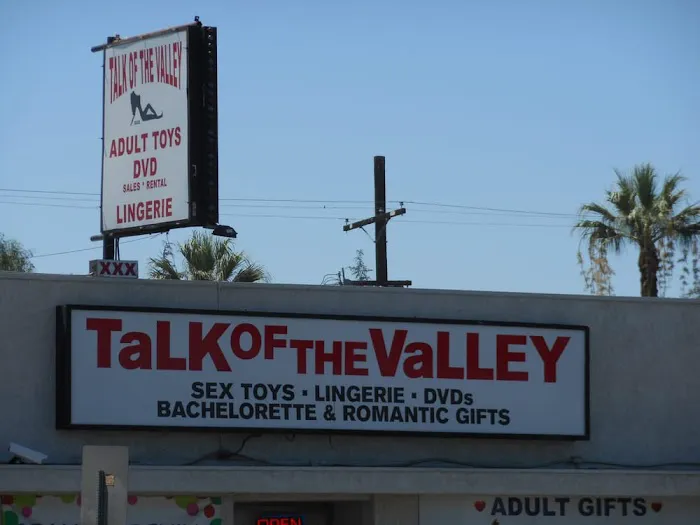 TALK OF THE VALLEY
ADULT TOYS
DVD
SALES • RENTAL
LINGERIE
XXX
TaLK OF THE VaLLEY
SEX TOYS • LINGERIE • DVDs
BACHELORETTE & ROMANTIC GIFTS
OPEN
ADULT GIFTS